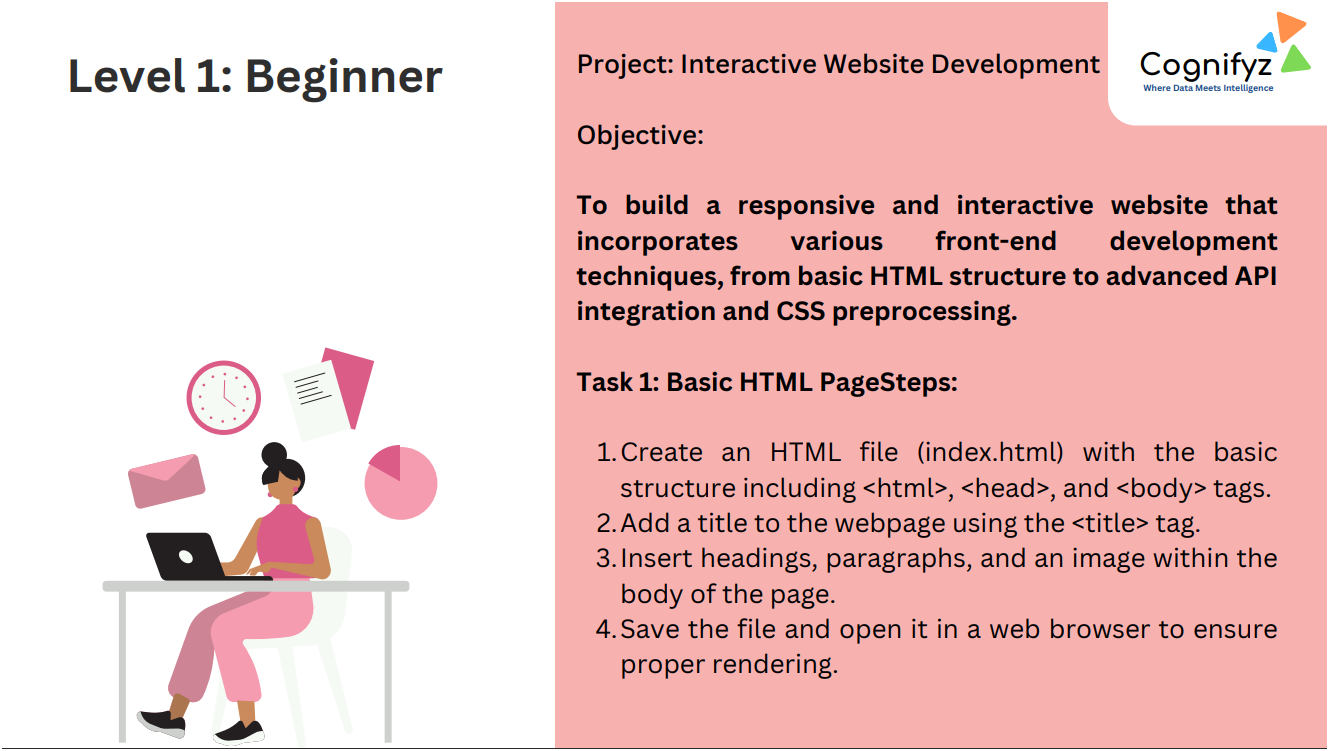 Level 1: Beginner
Project: Interactive Website Development
Cognifyz
Where Data Meets Intelligence
Objective:
To build a responsive and interactive website that
incorporates various front-end development
techniques, from basic HTML structure to advanced API
integration and CSS preprocessing.
Task 1: Basic HTML PageSteps:
1. Create an HTML file (index.html) with the basic
structure including <html>, <head>, and <body> tags.
2. Add a title to the webpage using the <title> tag.
3. Insert headings, paragraphs, and an image within the
body of the page.
4. Save the file and open it in a web browser to ensure
proper rendering.